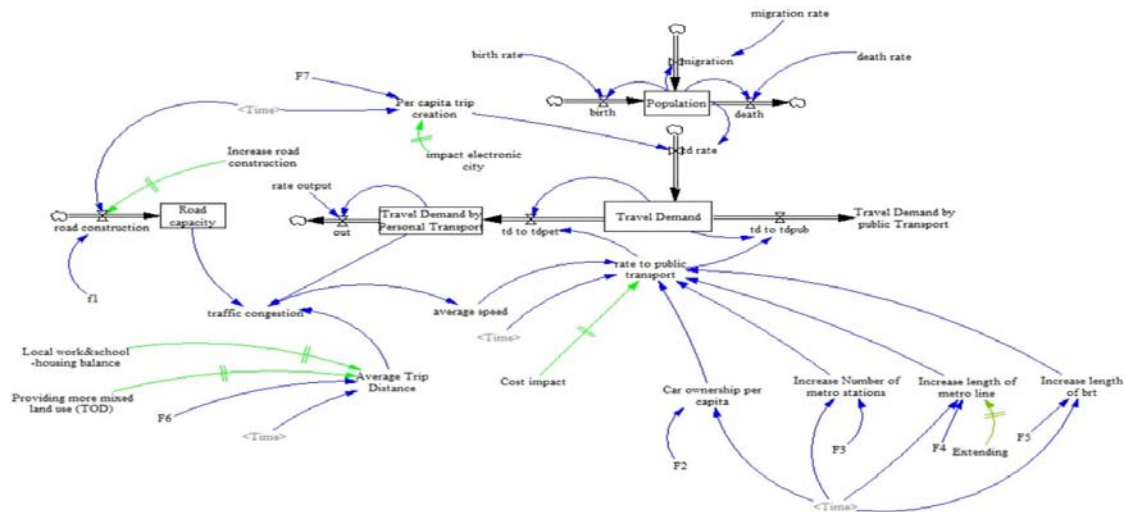 migration rate
birth rate
migration
death rate
F7
Per capita trip
creation
<Time>
birth
Population
death
impact electronic
city
td rate
Increase road
construction
rate output
Road
capacity
road construction
out
Travel Demand by
Personal Transport
td to tdpet
Travel Demand
td to tdpub
Travel Demand by
public Transport
rate to public
transport
f1
traffic congestion
average speed
<Time>
Local work&school
-housing balance
Average Trip
Distance
Cost impact
Providing more mixed
land use (TOD)
F6
<Time>
Car ownership per
capita
Increase Number of
metro stations
Increase length of
metro line
Increase length
of brt
F2
F3
F4
Extending
F5
<Time>